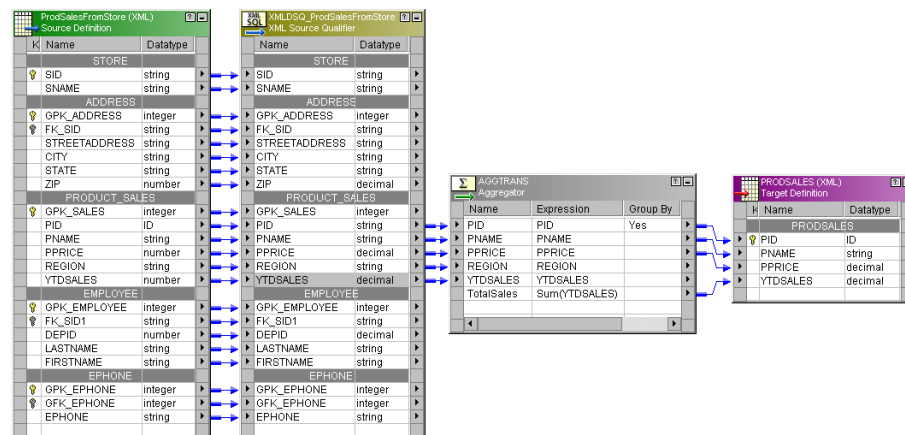 ProdSalesFromStore (XML)
Source Definition
K Name Datatype
STORE
SID string
SNAME string
ADDRESS
GPK_ADDRESS integer
FK_SID string
STREETADDRESS string
CITY string
STATE string
ZIP number
PRODUCT_SALES
GPK_SALES integer
PID ID
PNAME string
PPRICE number
REGION string
YTDSALES number
EMPLOYEE
GPK_EMPLOYEE integer
FK_SID1 string
DEPID number
LASTNAME string
FIRSTNAME string
EPHONE
GPK_EPHONE integer
GFK_EPHONE integer
EPHONE string
XML
SQL
XMLDSQ_ProdSalesFromStore
XML Source Qualifier
Name Datatype
STORE
SID string
SNAME string
ADDRESS
GPK_ADDRESS integer
FK_SID string
STREETADDRESS string
CITY string
STATE string
ZIP decimal
PRODUCT_SALES
GPK_SALES integer
PID string
PNAME string
PPRICE decimal
REGION string
YTDSALES decimal
EMPLOYEE
GPK_EMPLOYEE integer
FK_SID1 string
DEPID decimal
LASTNAME string
FIRSTNAME string
EPHONE
GPK_EPHONE integer
GFK_EPHONE integer
EPHONE string
Σ AGGTRANS
Aggregator
Name Expression Group By
PID PID Yes
PNAME PNAME
PPRICE PPRICE
REGION REGION
YTDSALES YTDSALES
TotalSales Sum(YTDSALES)
PRODSALES (XML)
Target Definition
K Name Datatype
PRODSALES
PID ID
PNAME string
PPRICE decimal
YTDSALES decimal